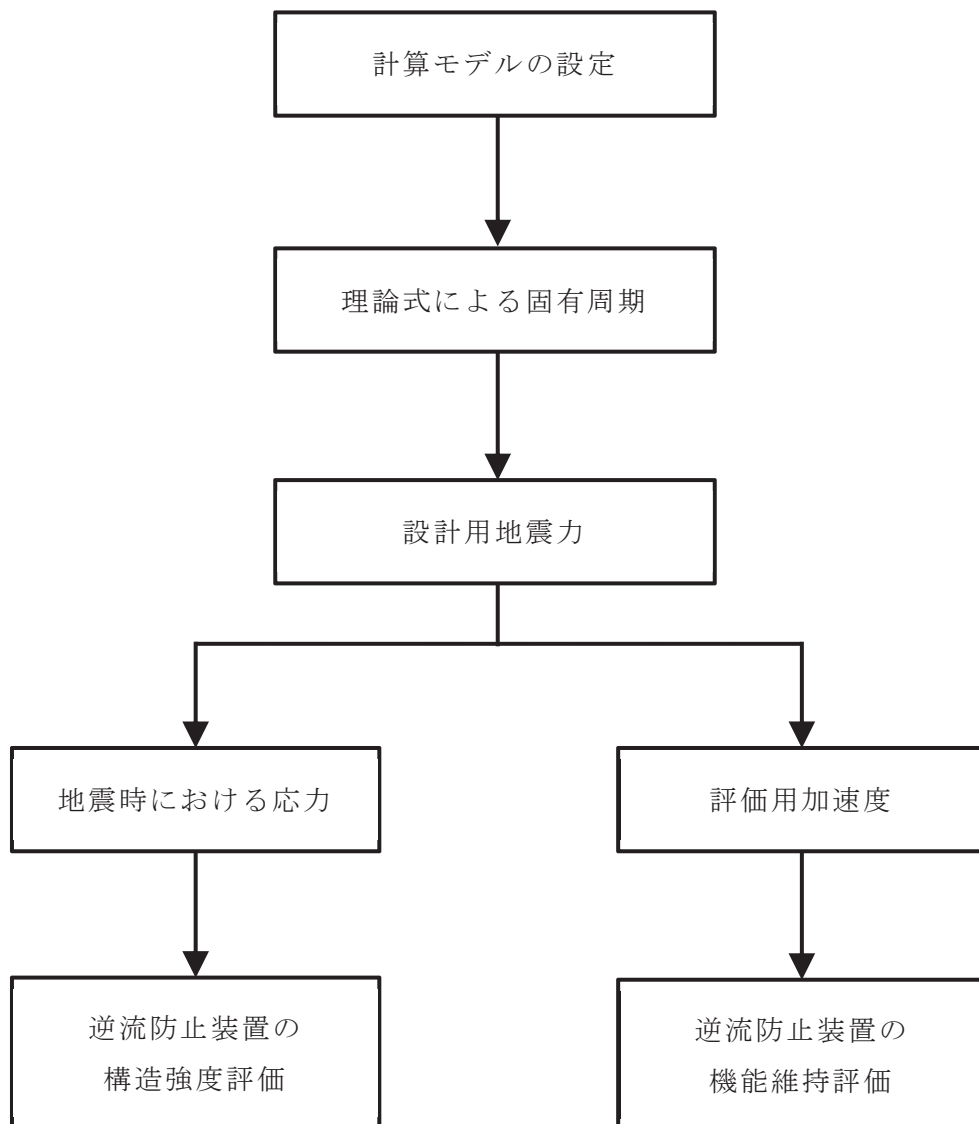 計算モデルの設定
理論式による固有周期
設計用地震力
地震時における応力
評価用加速度
逆流防止装置の
構造強度評価
逆流防止装置の
機能維持評価